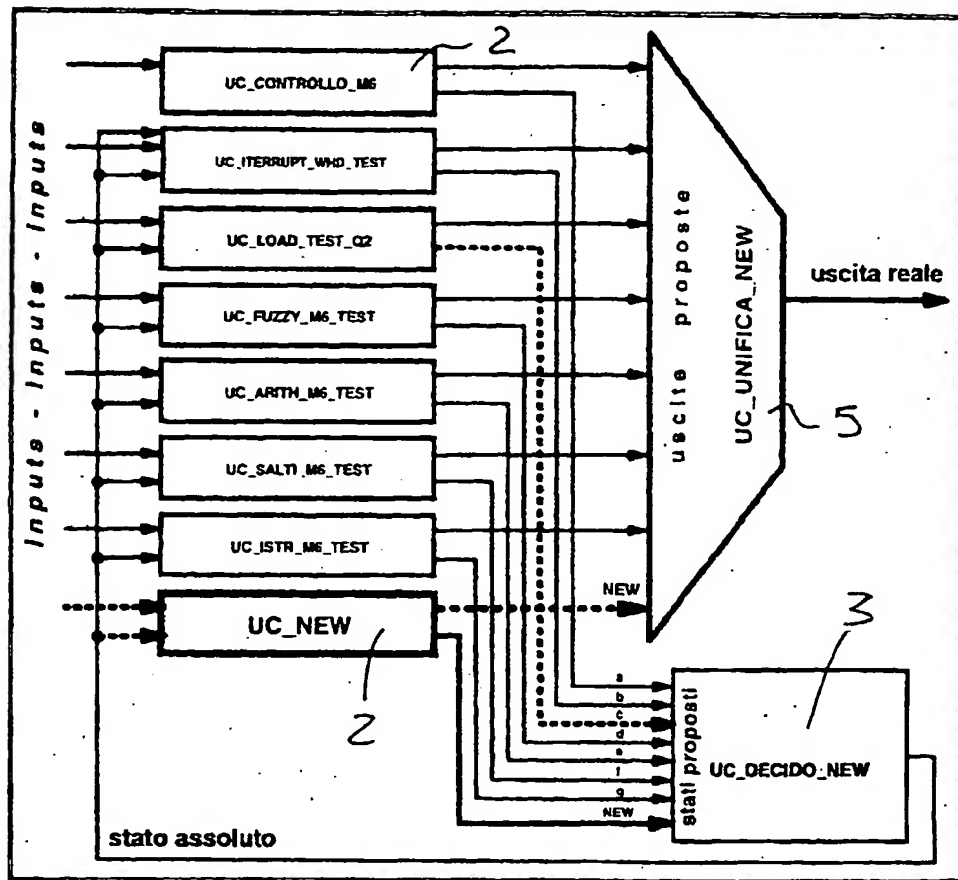 Inputs - Inputs - Inputs
UC_CONTROLLO_M6
2
UC_ITERRUPT_WHD_TEST
UC_LOAD_TEST_Q2
UC_FUZZY_M6_TEST
UC_ARITH_M6_TEST
UC_SALTI_M6_TEST
UC_ISTR_M6_TEST
UC_NEW
2
NEW
uscite proposte
UC_UNIFICA_NEW
5
uscita reale
a
b
c
d
e
f
g
NEW
stati proposti
UC_DECIDO_NEW
3
stato assoluto